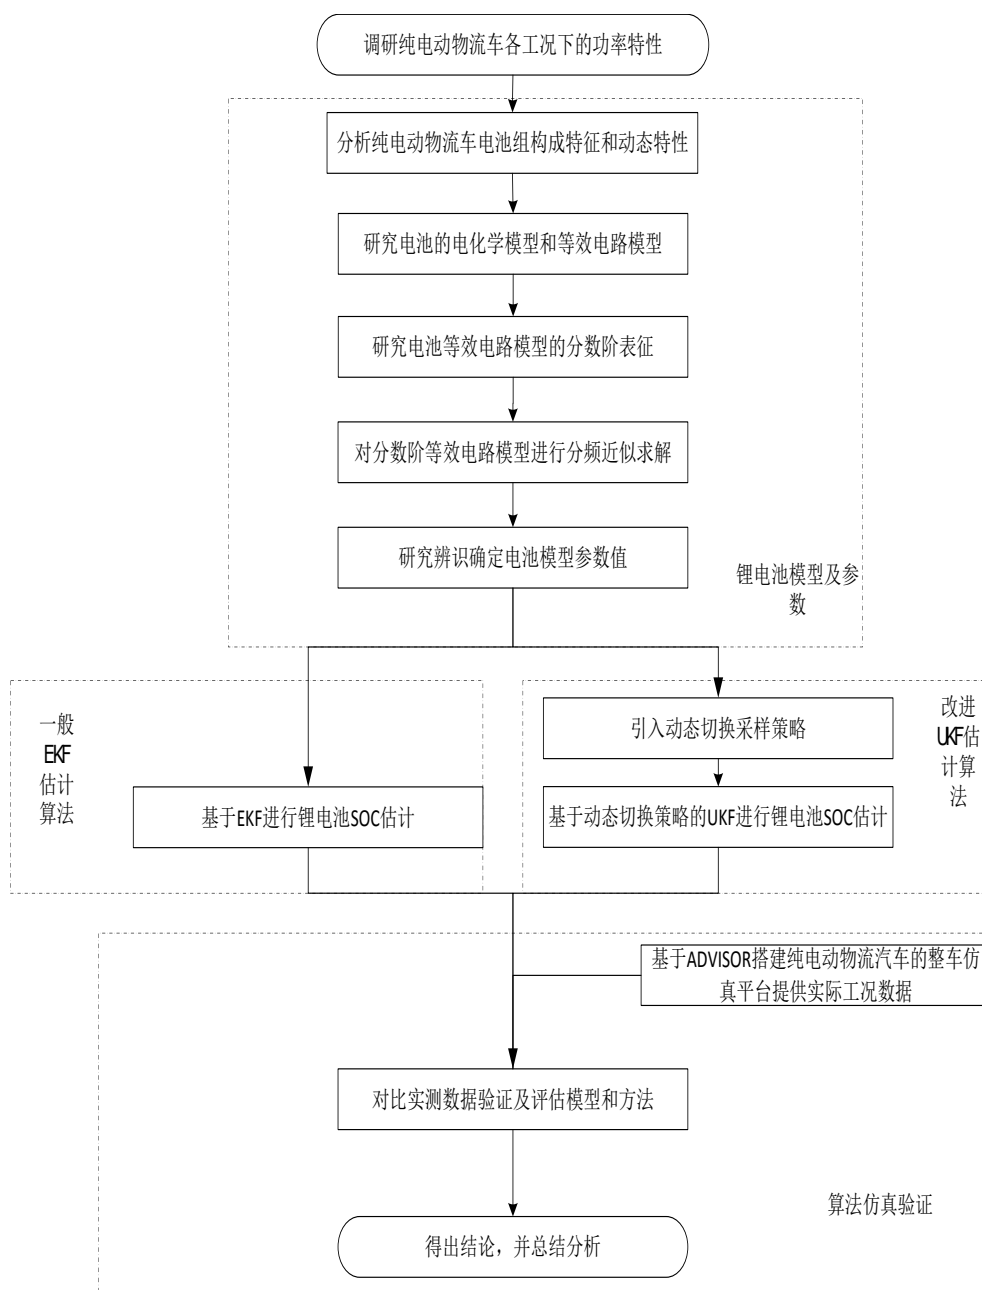 调研纯电动物流车各工况下的功率特性
分析纯电动物流车电池组构成特征和动态特性
研究电池的电化学模型和等效电路模型
研究电池等效电路模型的分数阶表征
对分数阶等效电路模型进行分频近似求解
研究辨识确定电池模型参数值
锂电池模型及参
数
一般
EKF
估计
算法
基于EKF进行锂电池SOC估计
引入动态切换采样策略
基于动态切换策略的UKF进行锂电池SOC估计
改进
UKF估
计算
法
基于ADVISOR搭建纯电动物流汽车的整车仿
真平台提供实际工况数据
对比实测数据验证及评估模型和方法
算法仿真验证
得出结论，并总结分析